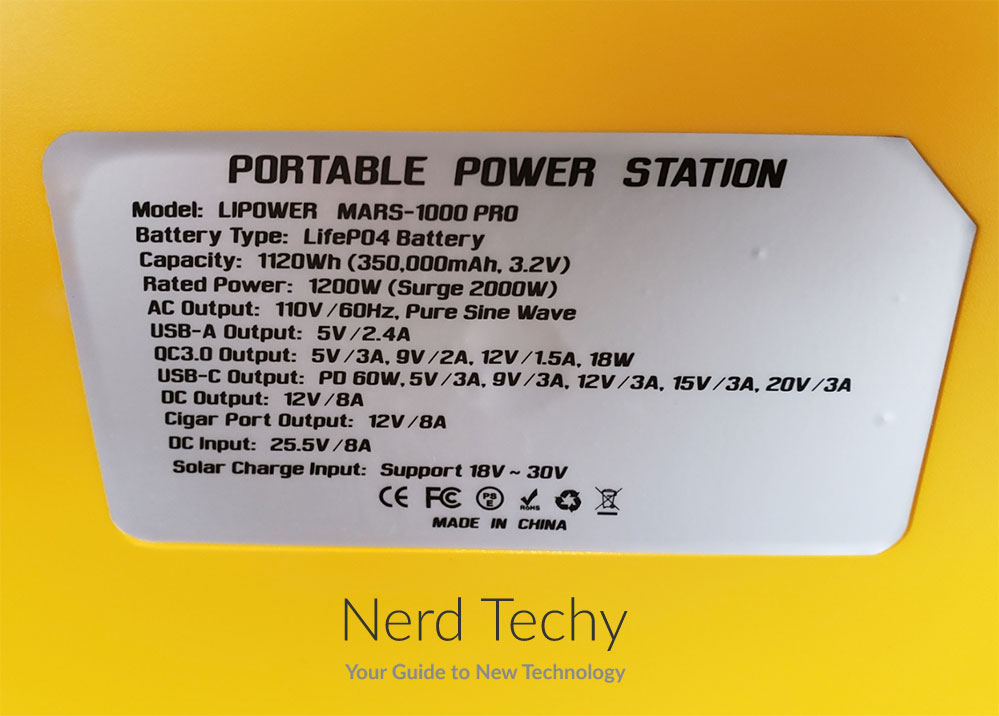 PORTABLE POWER STATION
Model: LIPOWER MARS-1000 PRO
Battery Type: LifePO4 Battery
Capacity: 1120Wh (350,000mAh, 3.2V)
Rated Power: 1200W (Surge 2000W)
AC Output: 110V/60Hz, Pure Sine Wave
USB-A Output: 5V/2.4A
QC3.0 Output: 5V/3A, 9V/2A, 12V/1.5A, 18W
USB-C Output: PD 60W, 5V/3A, 9V/3A, 12V/3A, 15V/3A, 20V/3A
DC Output: 12V/8A
Cigar Port Output: 12V/8A
DC Input: 25.5V/8A
Solar Charge Input: Support 18V ~ 30V
CE FC PS E RoHS
MADE IN CHINA
Nerd Techy
Your Guide to New Technology